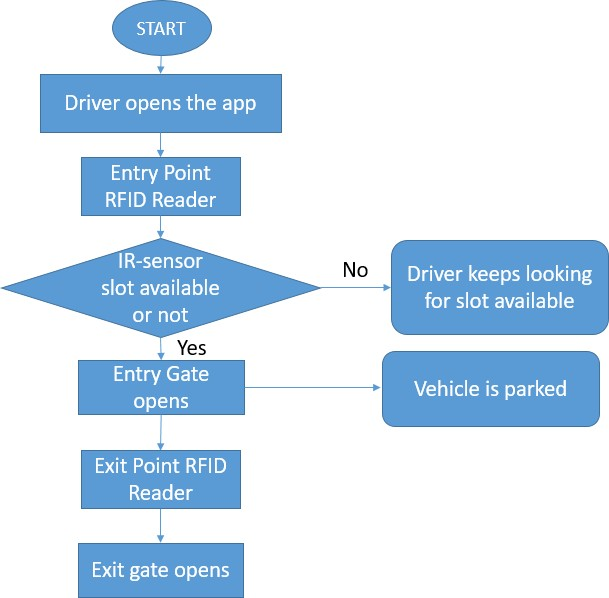 START
Driver opens the app
Entry Point
RFID Reader
IR-sensor
slot available
or not
No
Driver keeps looking
for slot available
Yes
Entry Gate
opens
Vehicle is parked
Exit Point RFID
Reader
Exit gate opens